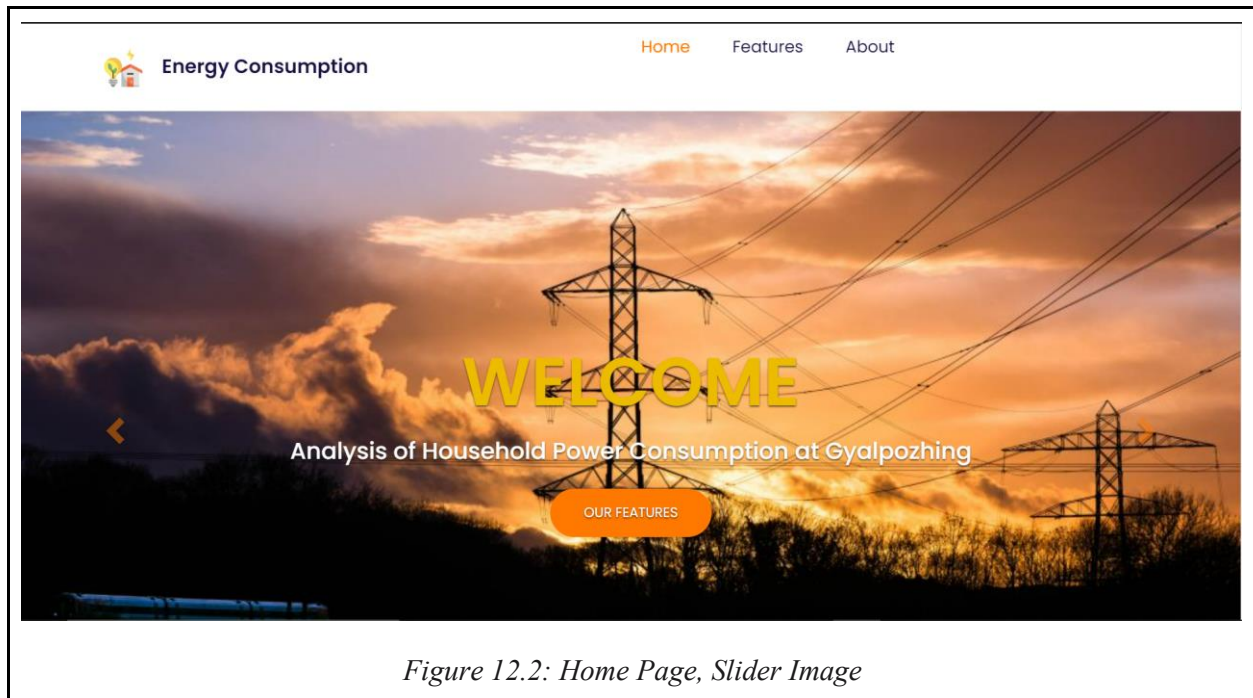 Energy Consumption
Home Features About
WELCOME
Analysis of Household Power Consumption at Gyalpozhing
OUR FEATURES
Figure 12.2: Home Page, Slider Image